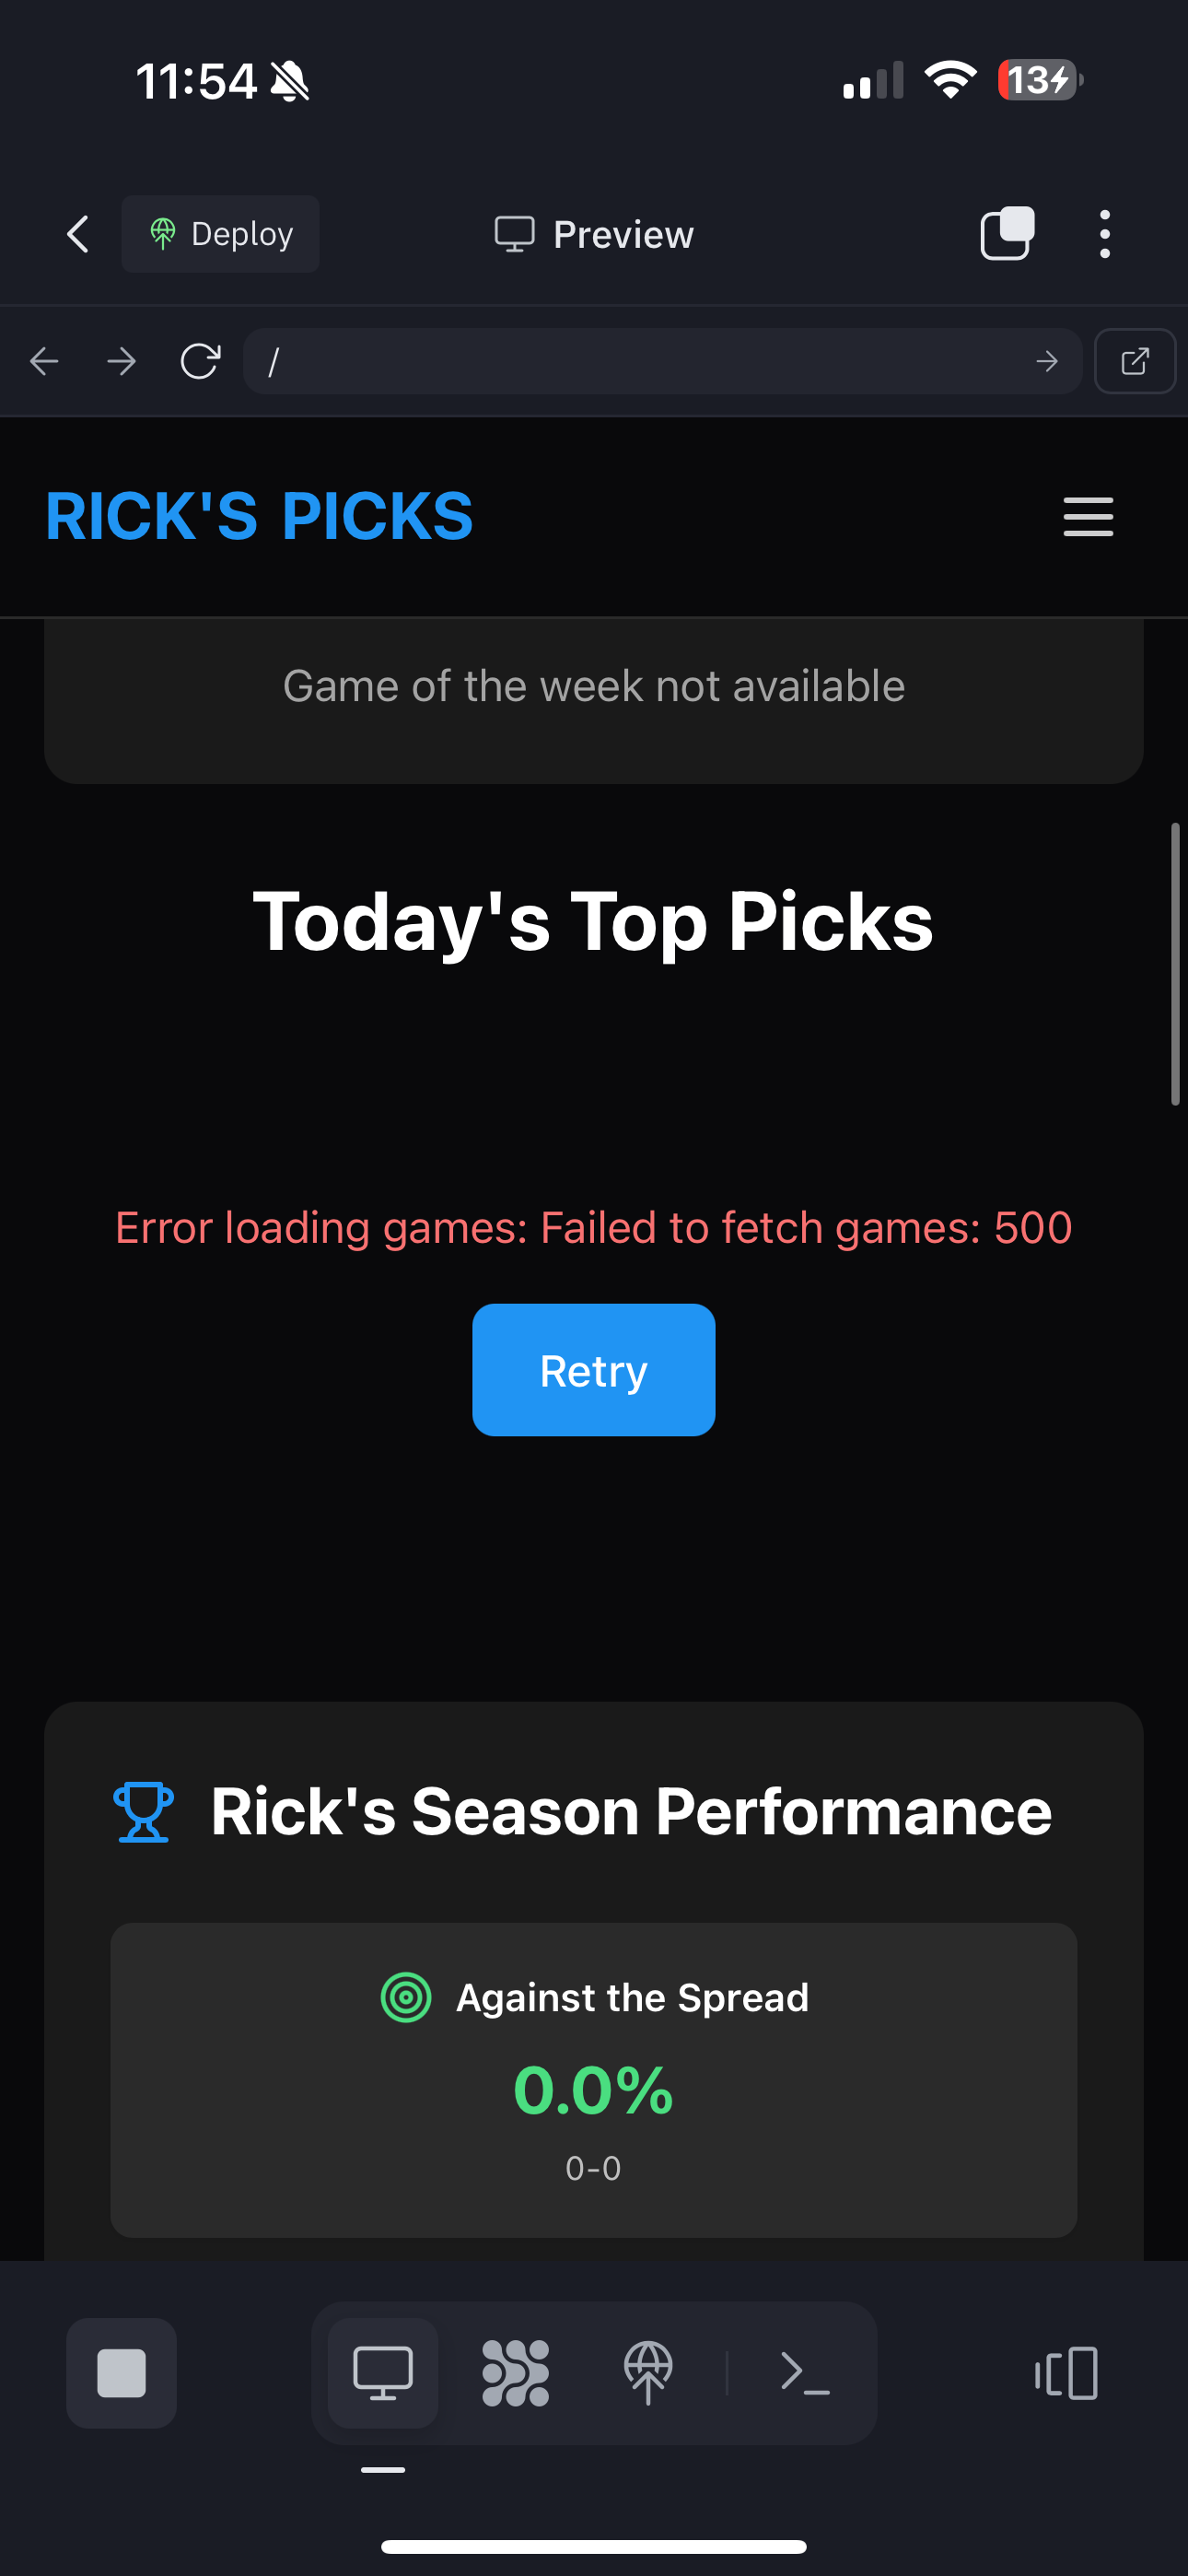 11:54
13
Deploy
Preview
/
RICK'S PICKS
Game of the week not available
Today's Top Picks
Error loading games: Failed to fetch games: 500
Retry
Rick's Season Performance
Against the Spread
0.0%
0-0